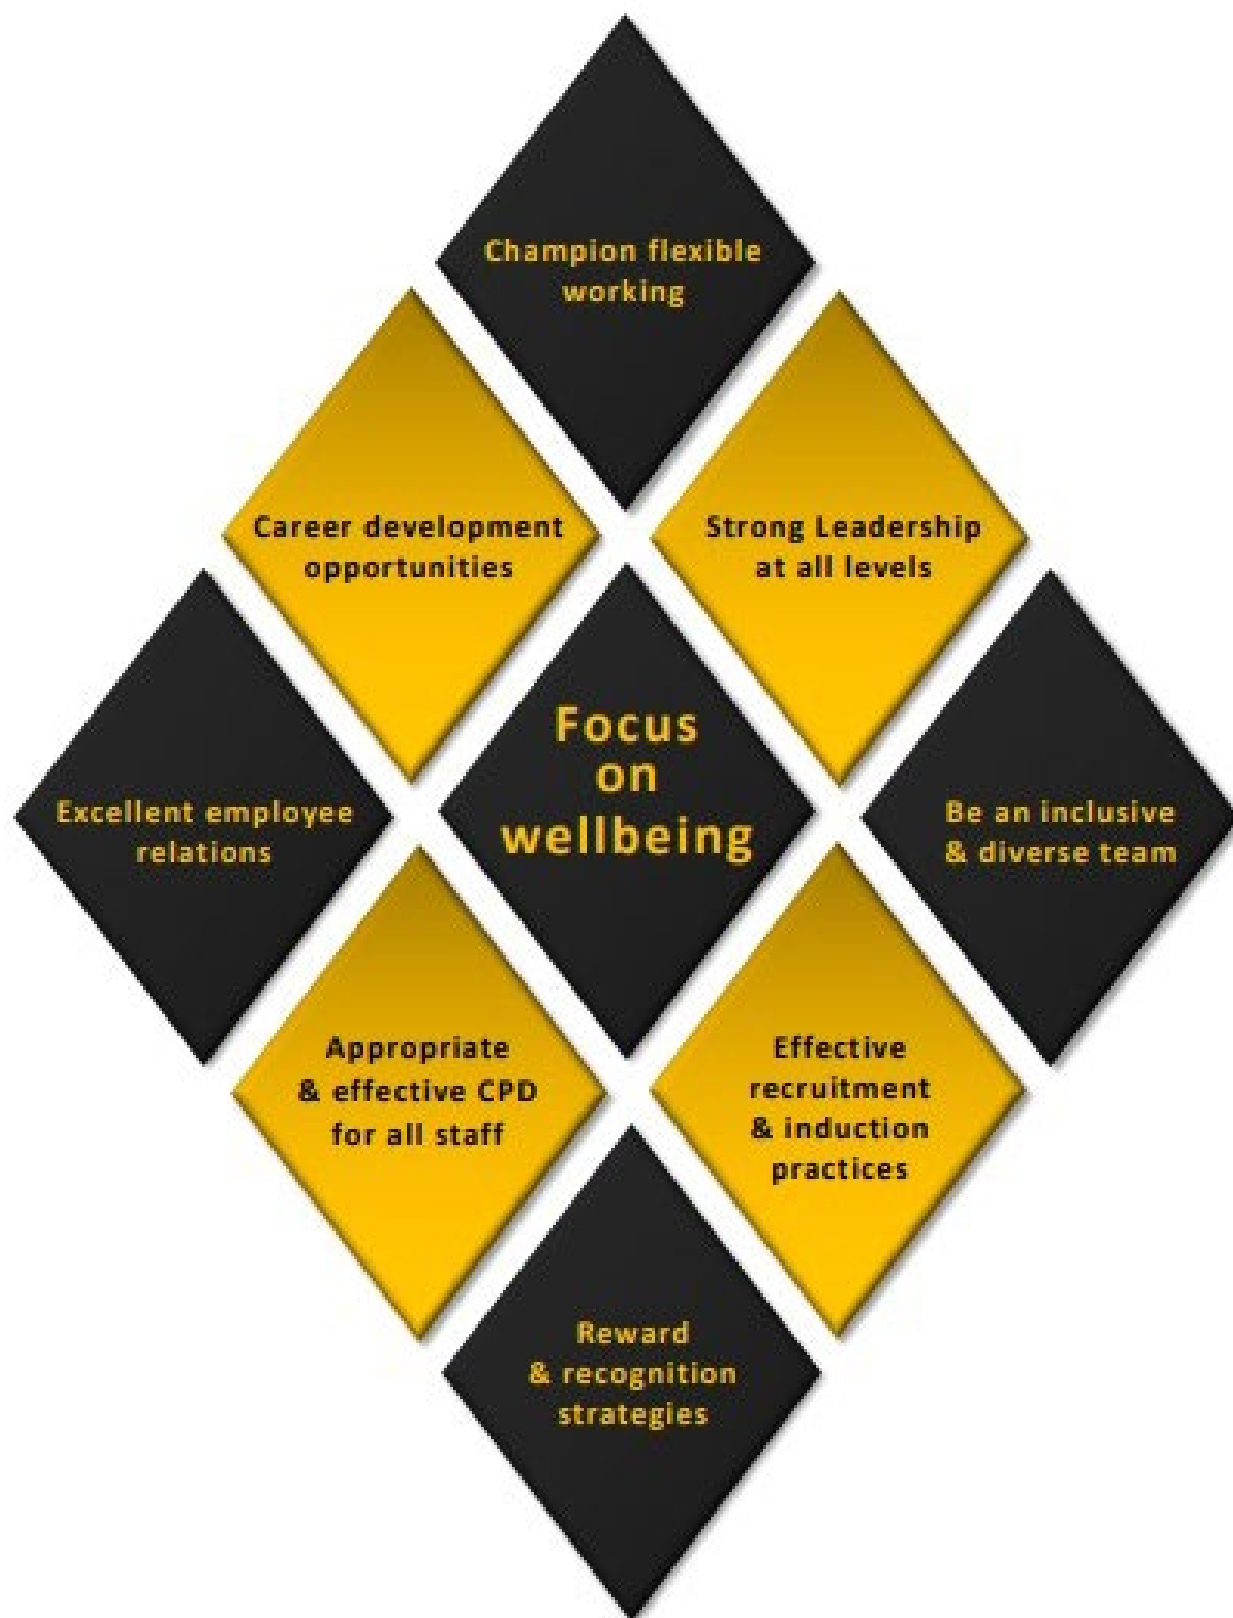 Champion flexible
working
Career development
opportunities
Strong Leadership
at all levels
Excellent employee
relations
Focus
on
wellbeing
Be an inclusive
& diverse team
Appropriate
& effective CPD
for all staff
Effective
recruitment
& induction
practices
Reward
& recognition
strategies